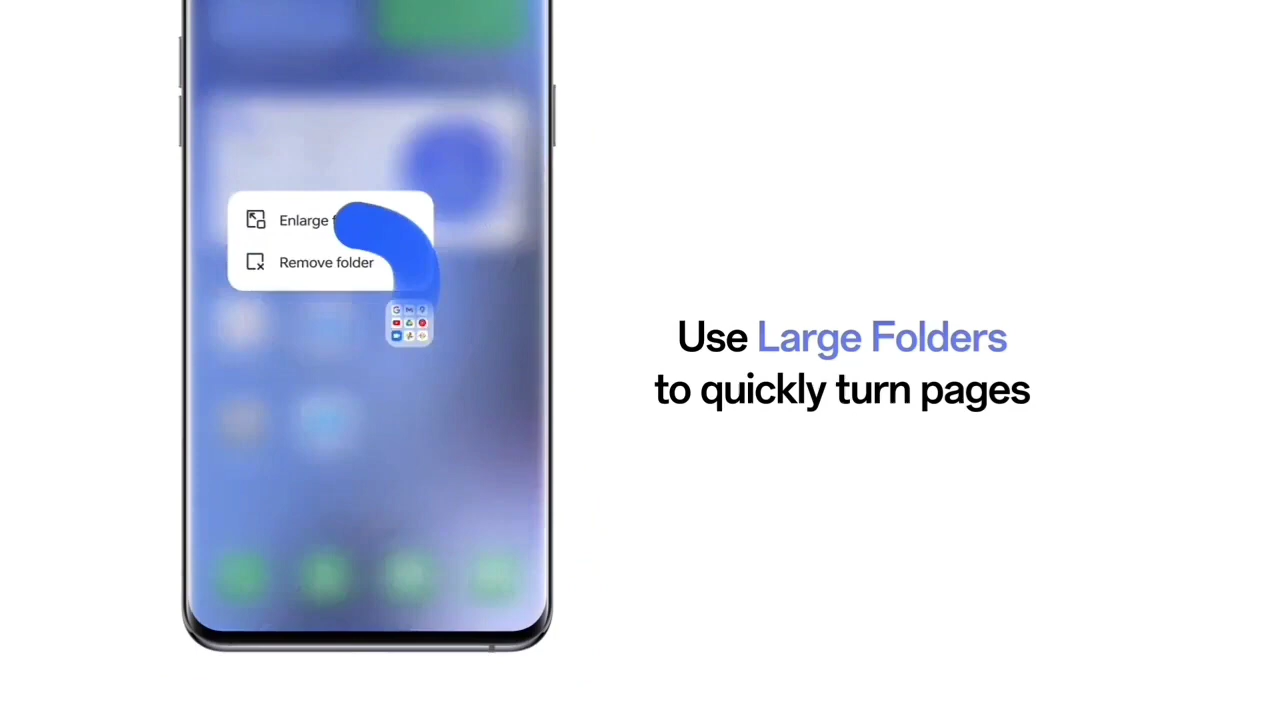 Enlarge
Remove folder
Use Large Folders
to quickly turn pages